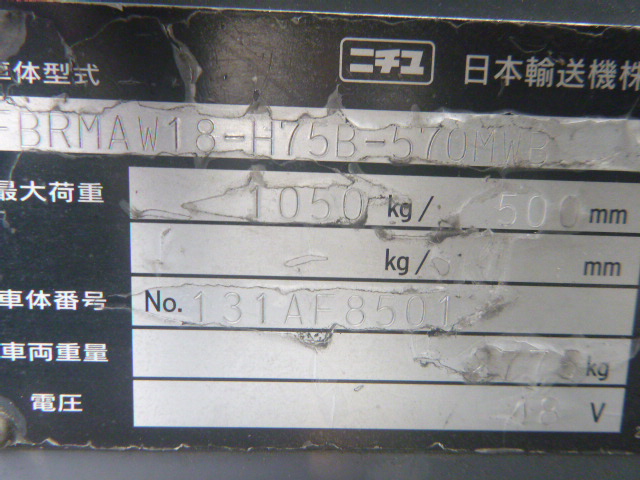 ニチユ 日本輸送機株
車体型式
FBRMAW18-H75B-570MWB
最大荷重 1050 kg/ 500 mm
kg/ mm
車体番号 No. 131AF8501
車両重量 kg
電圧 48 V